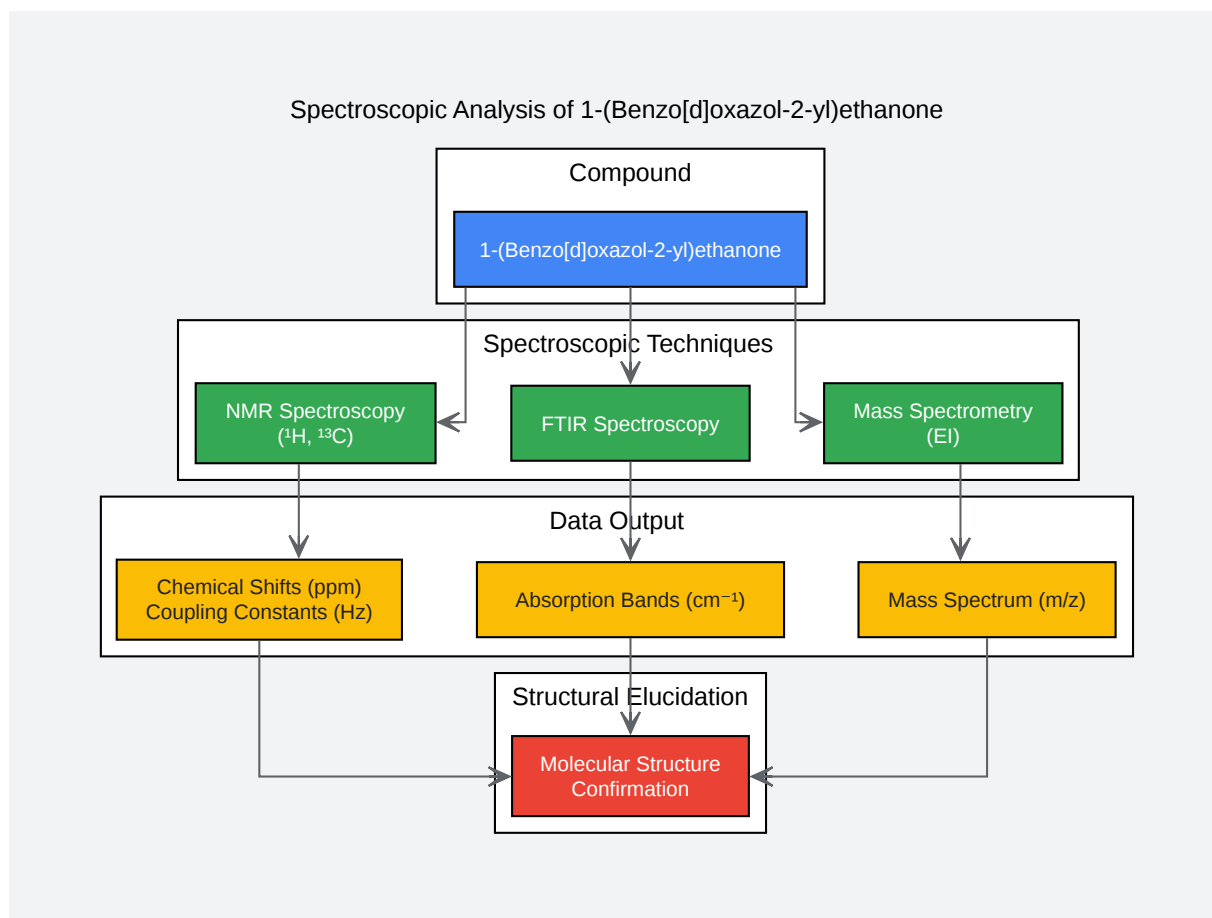 Spectroscopic Analysis of 1-(Benzo[d]oxazol-2-yl)ethanone
Compound
1-(Benzo[d]oxazol-2-yl)ethanone
Spectroscopic Techniques
NMR Spectroscopy
(¹H, ¹³C)
FTIR Spectroscopy
Mass Spectrometry
(EI)
Data Output
Chemical Shifts (ppm)
Coupling Constants (Hz)
Absorption Bands (cm⁻¹)
Mass Spectrum (m/z)
Structural Elucidation
Molecular Structure
Confirmation